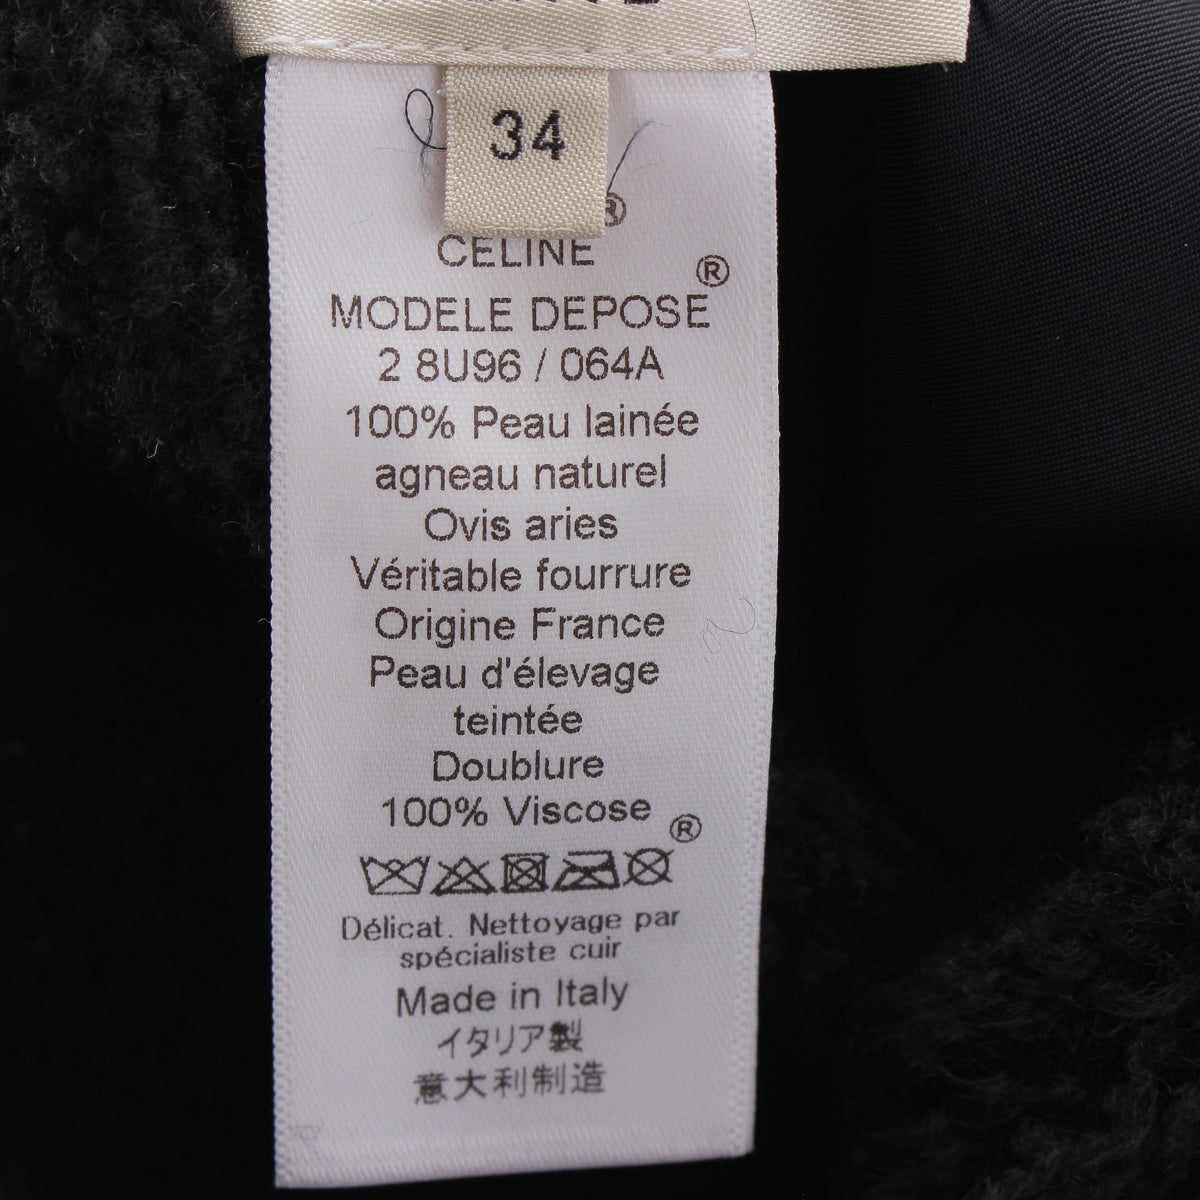 34
®
CELINE
®
MODELE DEPOSE
2 8U96 / 064A
100% Peau lainée
agneau naturel
Ovis aries
Véritable fourrure
Origine France
Peau d'élevage
teintée
Doublure
100% Viscose
®
Délicat. Nettoyage par
spécialiste cuir
Made in Italy
イタリア製
意大利制造